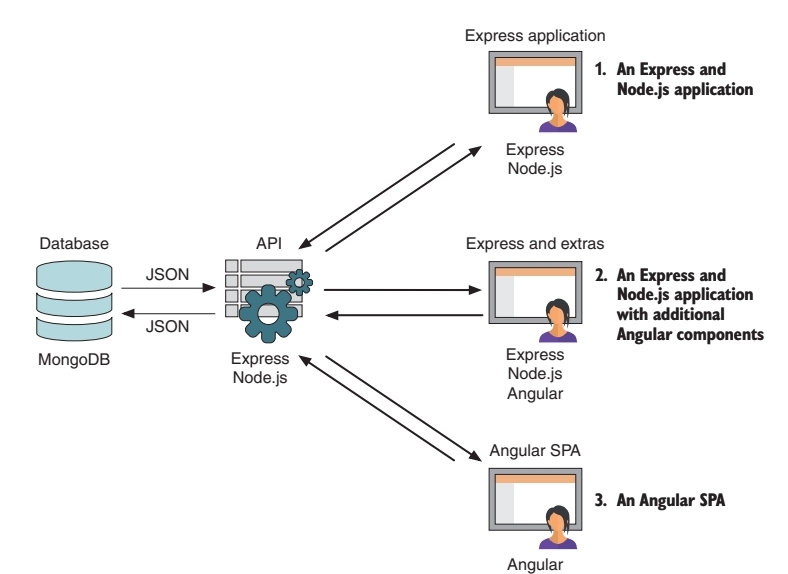 Express application
1. An Express and
Node.js application
Express
Node.js
Database
JSON
JSON
MongoDB
API
Express
Node.js
Express and extras
2. An Express and
Node.js application
with additional
Angular components
Express
Node.js
Angular
Angular SPA
3. An Angular SPA
Angular